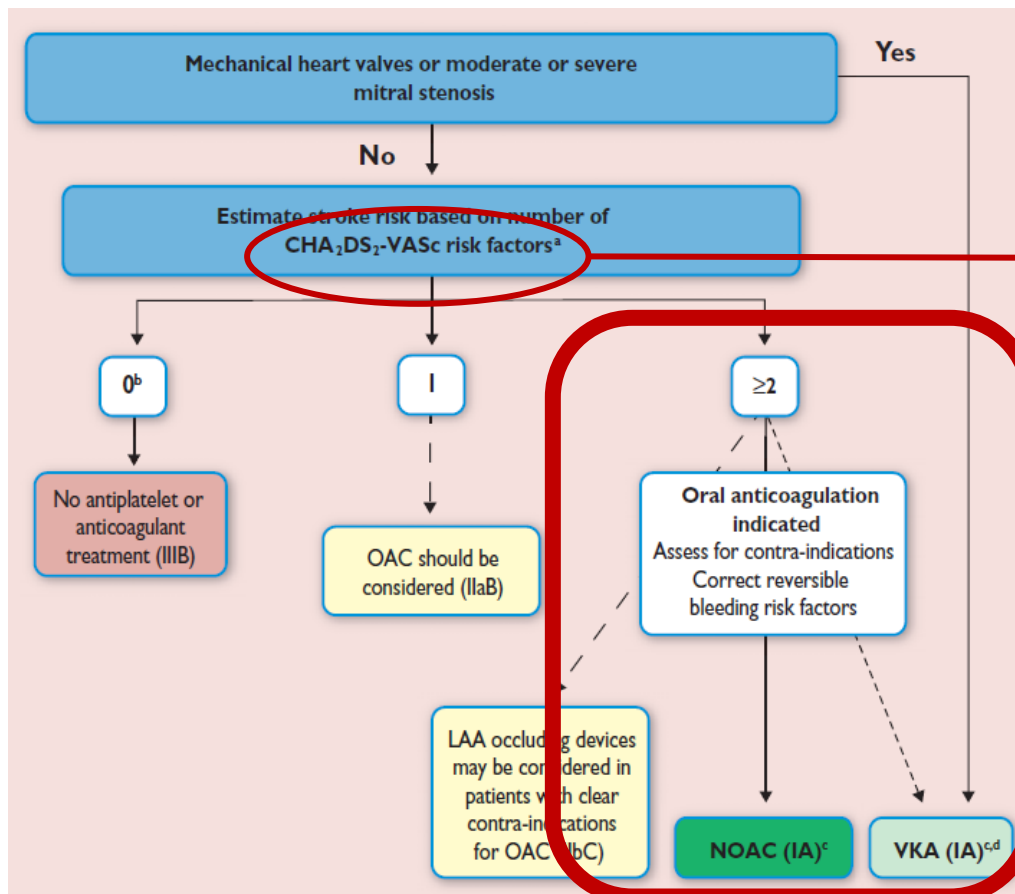 Mechanical heart valves or moderate or severe
mitral stenosis
Yes
No
Estimate stroke risk based on number of
CHA₂DS₂-VASc risk factorsᵃ
0ᵇ
1
≥2
No antiplatelet or
anticoagulant
treatment (IIIB)
OAC should be
considered (IIaB)
Oral anticoagulation
indicated
Assess for contra-indications
Correct reversible
bleeding risk factors
LAA occluding devices
may be considered in
patients with clear
contra-indications
for OAC (IIbC)
NOAC (IA)ᶜ
VKA (IA)ᶜ,ᵈ